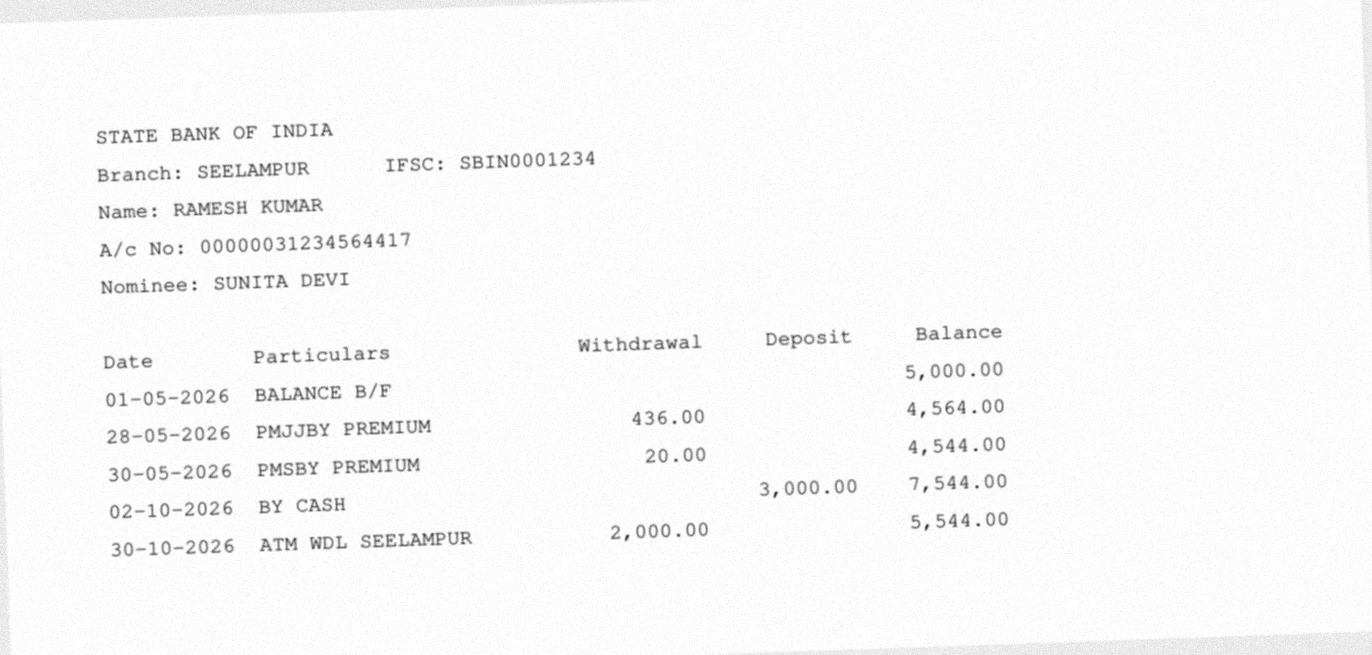 STATE BANK OF INDIA
Branch: SEELAMPUR IFSC: SBIN0001234
Name: RAMESH KUMAR
A/c No: 00000031234564417
Nominee: SUNITA DEVI
Date Particulars Withdrawal Deposit Balance
01-05-2026 BALANCE B/F 5,000.00
28-05-2026 PMJJBY PREMIUM 436.00 4,564.00
30-05-2026 PMSBY PREMIUM 20.00 4,544.00
02-10-2026 BY CASH 3,000.00 7,544.00
30-10-2026 ATM WDL SEELAMPUR 2,000.00 5,544.00